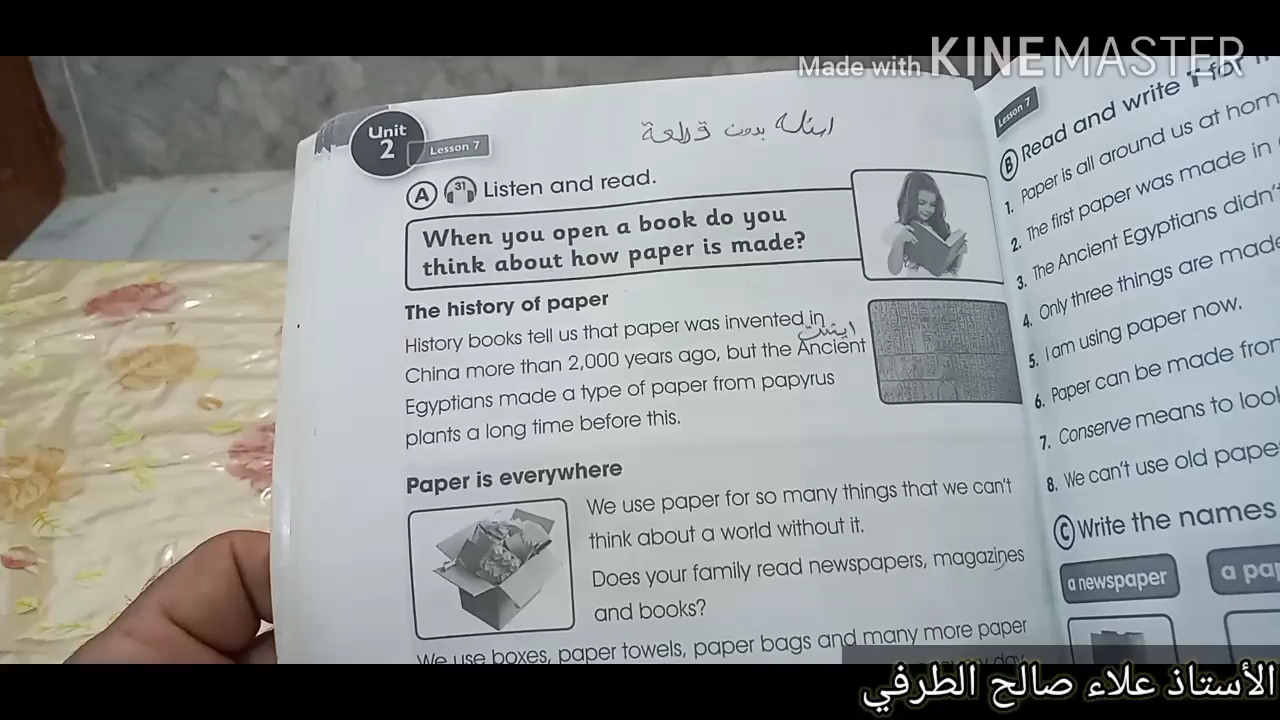 Made with KINEMASTER
Unit
2
Lesson 7
اسئلة بدون قطعة
A 31 Listen and read.
When you open a book do you
think about how paper is made?
The history of paper
History books tell us that paper was invented in
China more than 2,000 years ago, but the Ancient
Egyptians made a type of paper from papyrus
plants a long time before this.
Paper is everywhere
We use paper for so many things that we can't
think about a world without it.
Does your family read newspapers, magazines
and books?
We use boxes, paper towels, paper bags and many more paper
day
Lesson 7
B Read and write T for
1. Paper is all around us at hom
2. The first paper was made in
3. The Ancient Egyptians didn't
4. Only three things are made
5. I am using paper now.
6. Paper can be made from
7. Conserve means to look
8. We can't use old pape
C Write the names
a newspaper
a pap
الأستاذ علاء صالح الطرفي